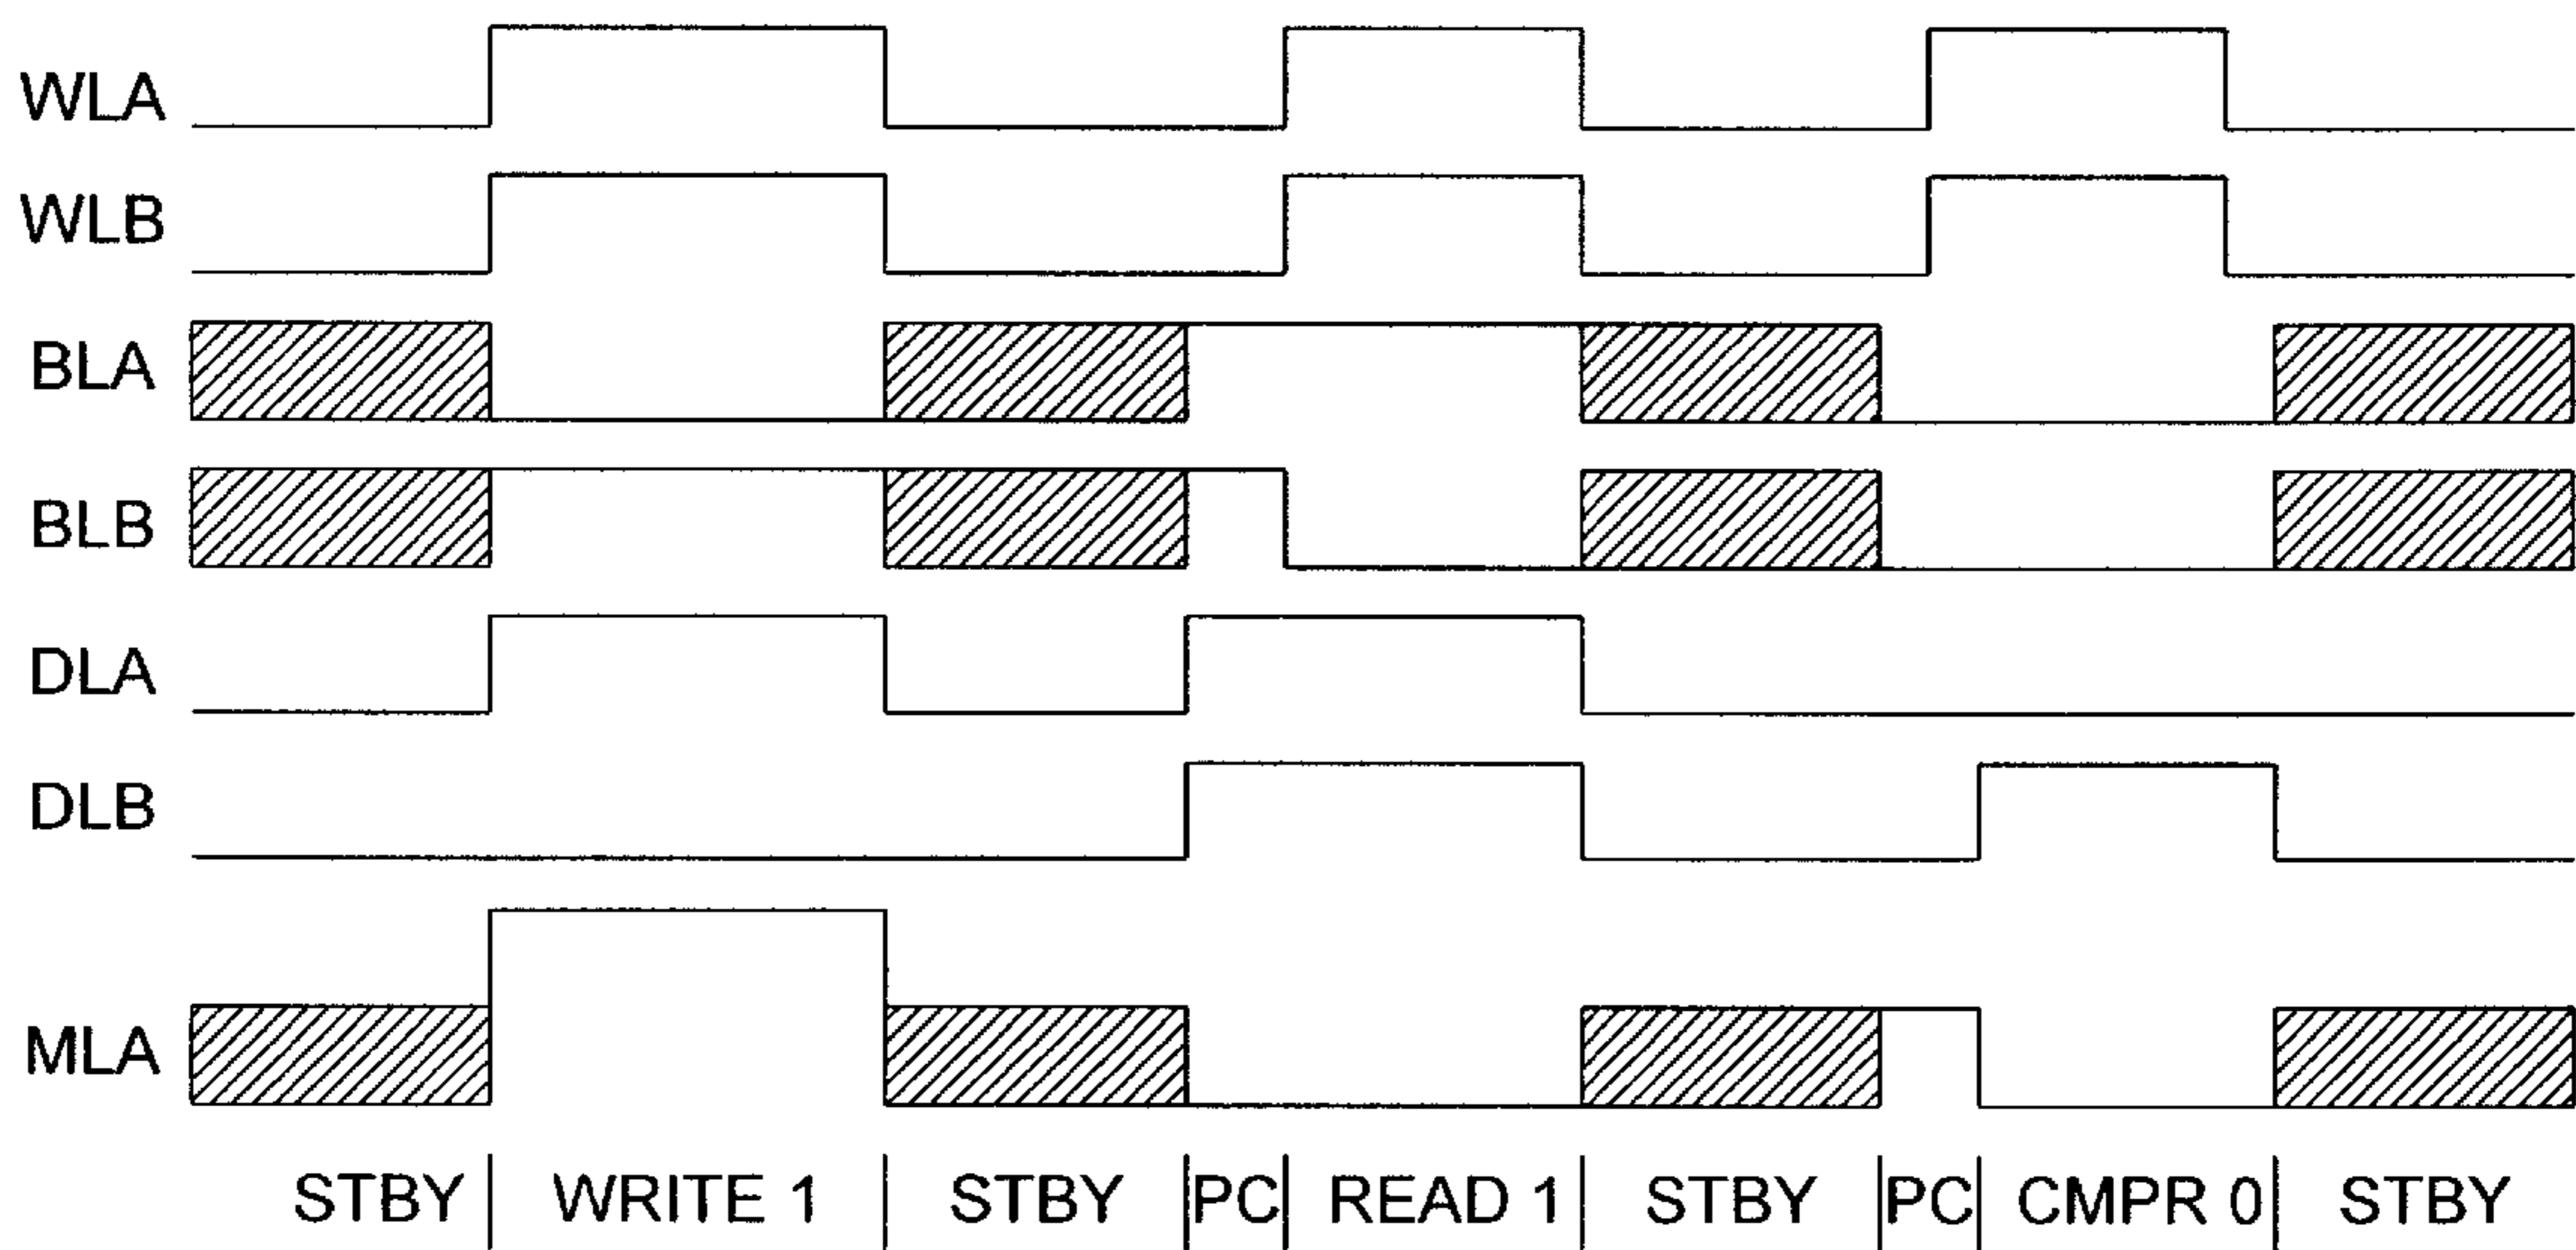 WLA
WLB
BLA
BLB
DLA
DLB
MLA
STBY WRITE 1 STBY PC READ 1 STBY PC CMPR 0 STBY